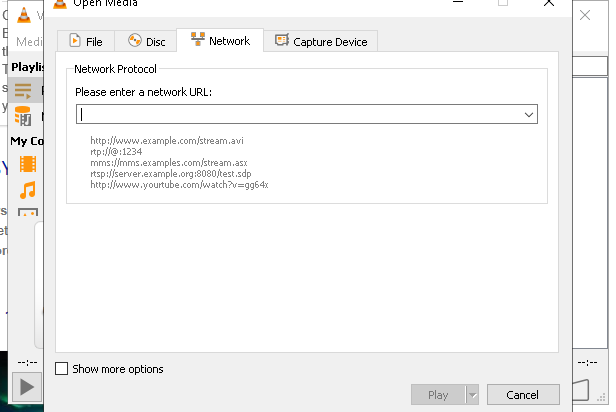 Open Media
Medi
File
Disc
Network
Capture Device
Playlis
Network Protocol
Please enter a network URL:
My Co
http://www.example.com/stream.avi
rtp://@:1234
mms://mms.examples.com/stream.asx
rtsp://server.example.org:8080/test.sdp
http://www.yourtube.com/watch?v=gg64x
--:--
--:--
Show more options
Play
Cancel